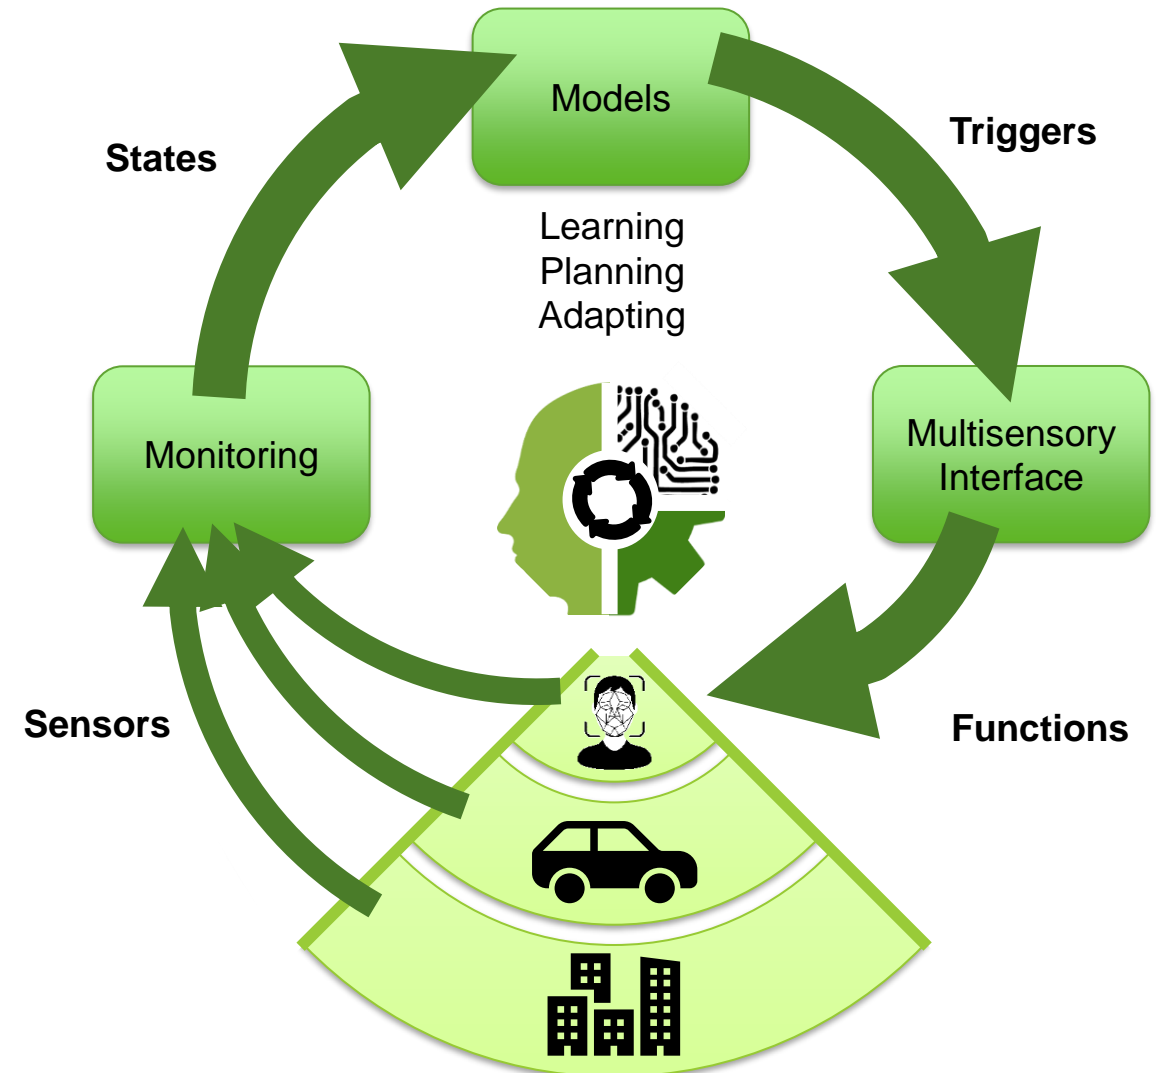 Models
States
Triggers
Learning
Planning
Adapting
Monitoring
Multisensory
Interface
Sensors
Functions